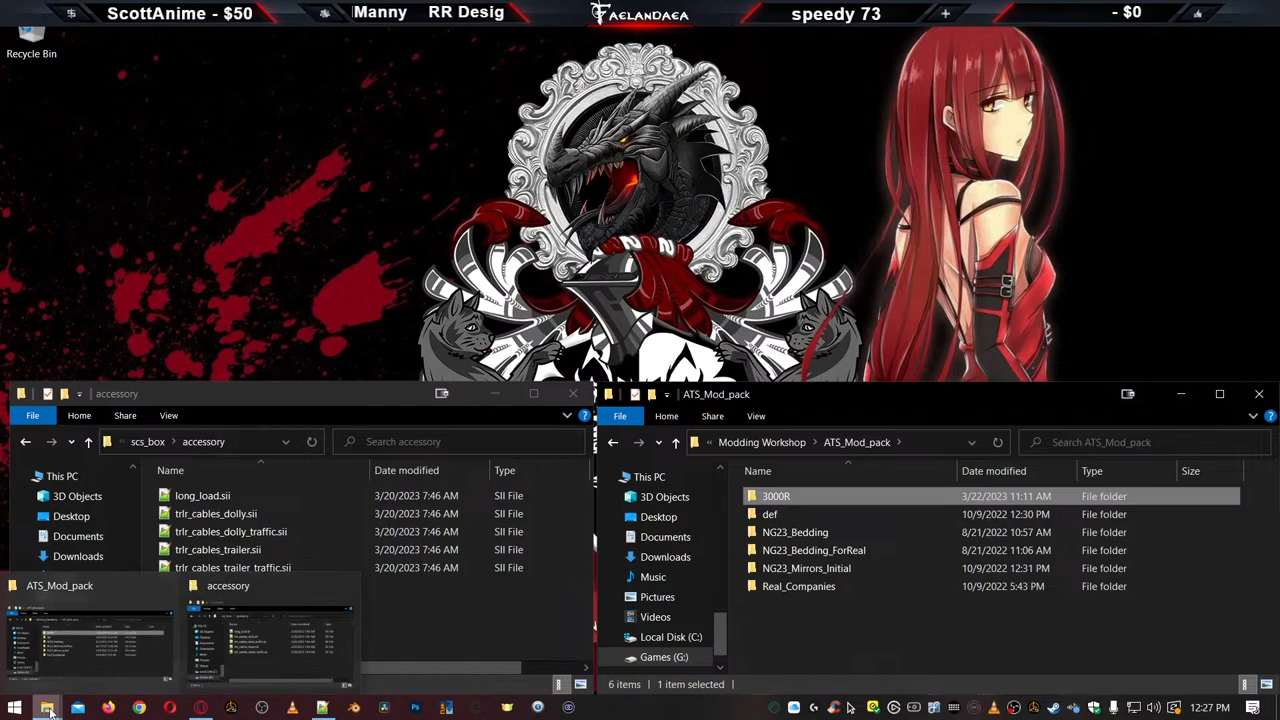 ScottAnime - $50
Manny RR Desig
FAELANDAEA
speedy 73
- $0
Recycle Bin
accessory
File Home Share View
scs_box accessory
Search accessory
Name Date modified Type
This PC
3D Objects
Desktop
Documents
Downloads
long_load.sii 3/20/2023 7:46 AM SII File
trlr_cables_dolly.sii 3/20/2023 7:46 AM SII File
trlr_cables_dolly_traffic.sii 3/20/2023 7:46 AM SII File
trlr_cables_trailer.sii 3/20/2023 7:46 AM SII File
trlr_cables_trailer_traffic.sii 3/20/2023 7:46 AM SII File
ATS_Mod_pack
accessory
ATS_Mod_pack
File Home Share View
Modding Workshop ATS_Mod_pack
Search ATS_Mod_pack
Name Date modified Type Size
This PC
3D Objects
Desktop
Documents
Downloads
Music
Pictures
Videos
Local Disk (C:)
Games (G:)
3000R 3/22/2023 11:11 AM File folder
def 10/9/2022 12:30 PM File folder
NG23_Bedding 8/21/2022 10:57 AM File folder
NG23_Bedding_ForReal 8/21/2022 11:06 AM File folder
NG23_Mirrors_Initial 10/9/2022 12:31 PM File folder
Real_Companies 10/9/2022 5:43 PM File folder
6 items 1 item selected
12:27 PM